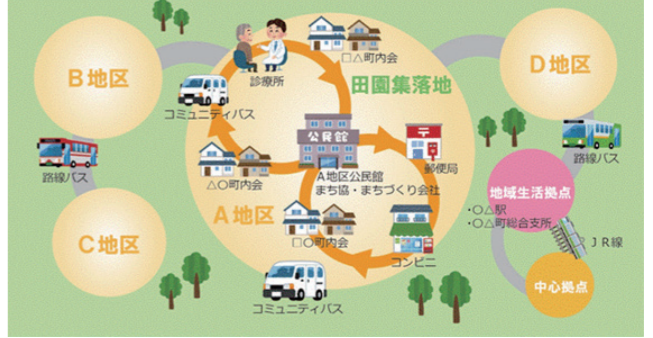 □△町内会
B地区
D地区
田園集落地
診療所
コミュニティバス
公民館
〒
郵便局
路線バス
路線バス
△○町内会
A地区公民館
まち協・まちづくり会社
地域生活拠点
・○△駅
・○△町総合支所
A地区
□○町内会
コンビニ
C地区
JR線
中心拠点
コミュニティバス